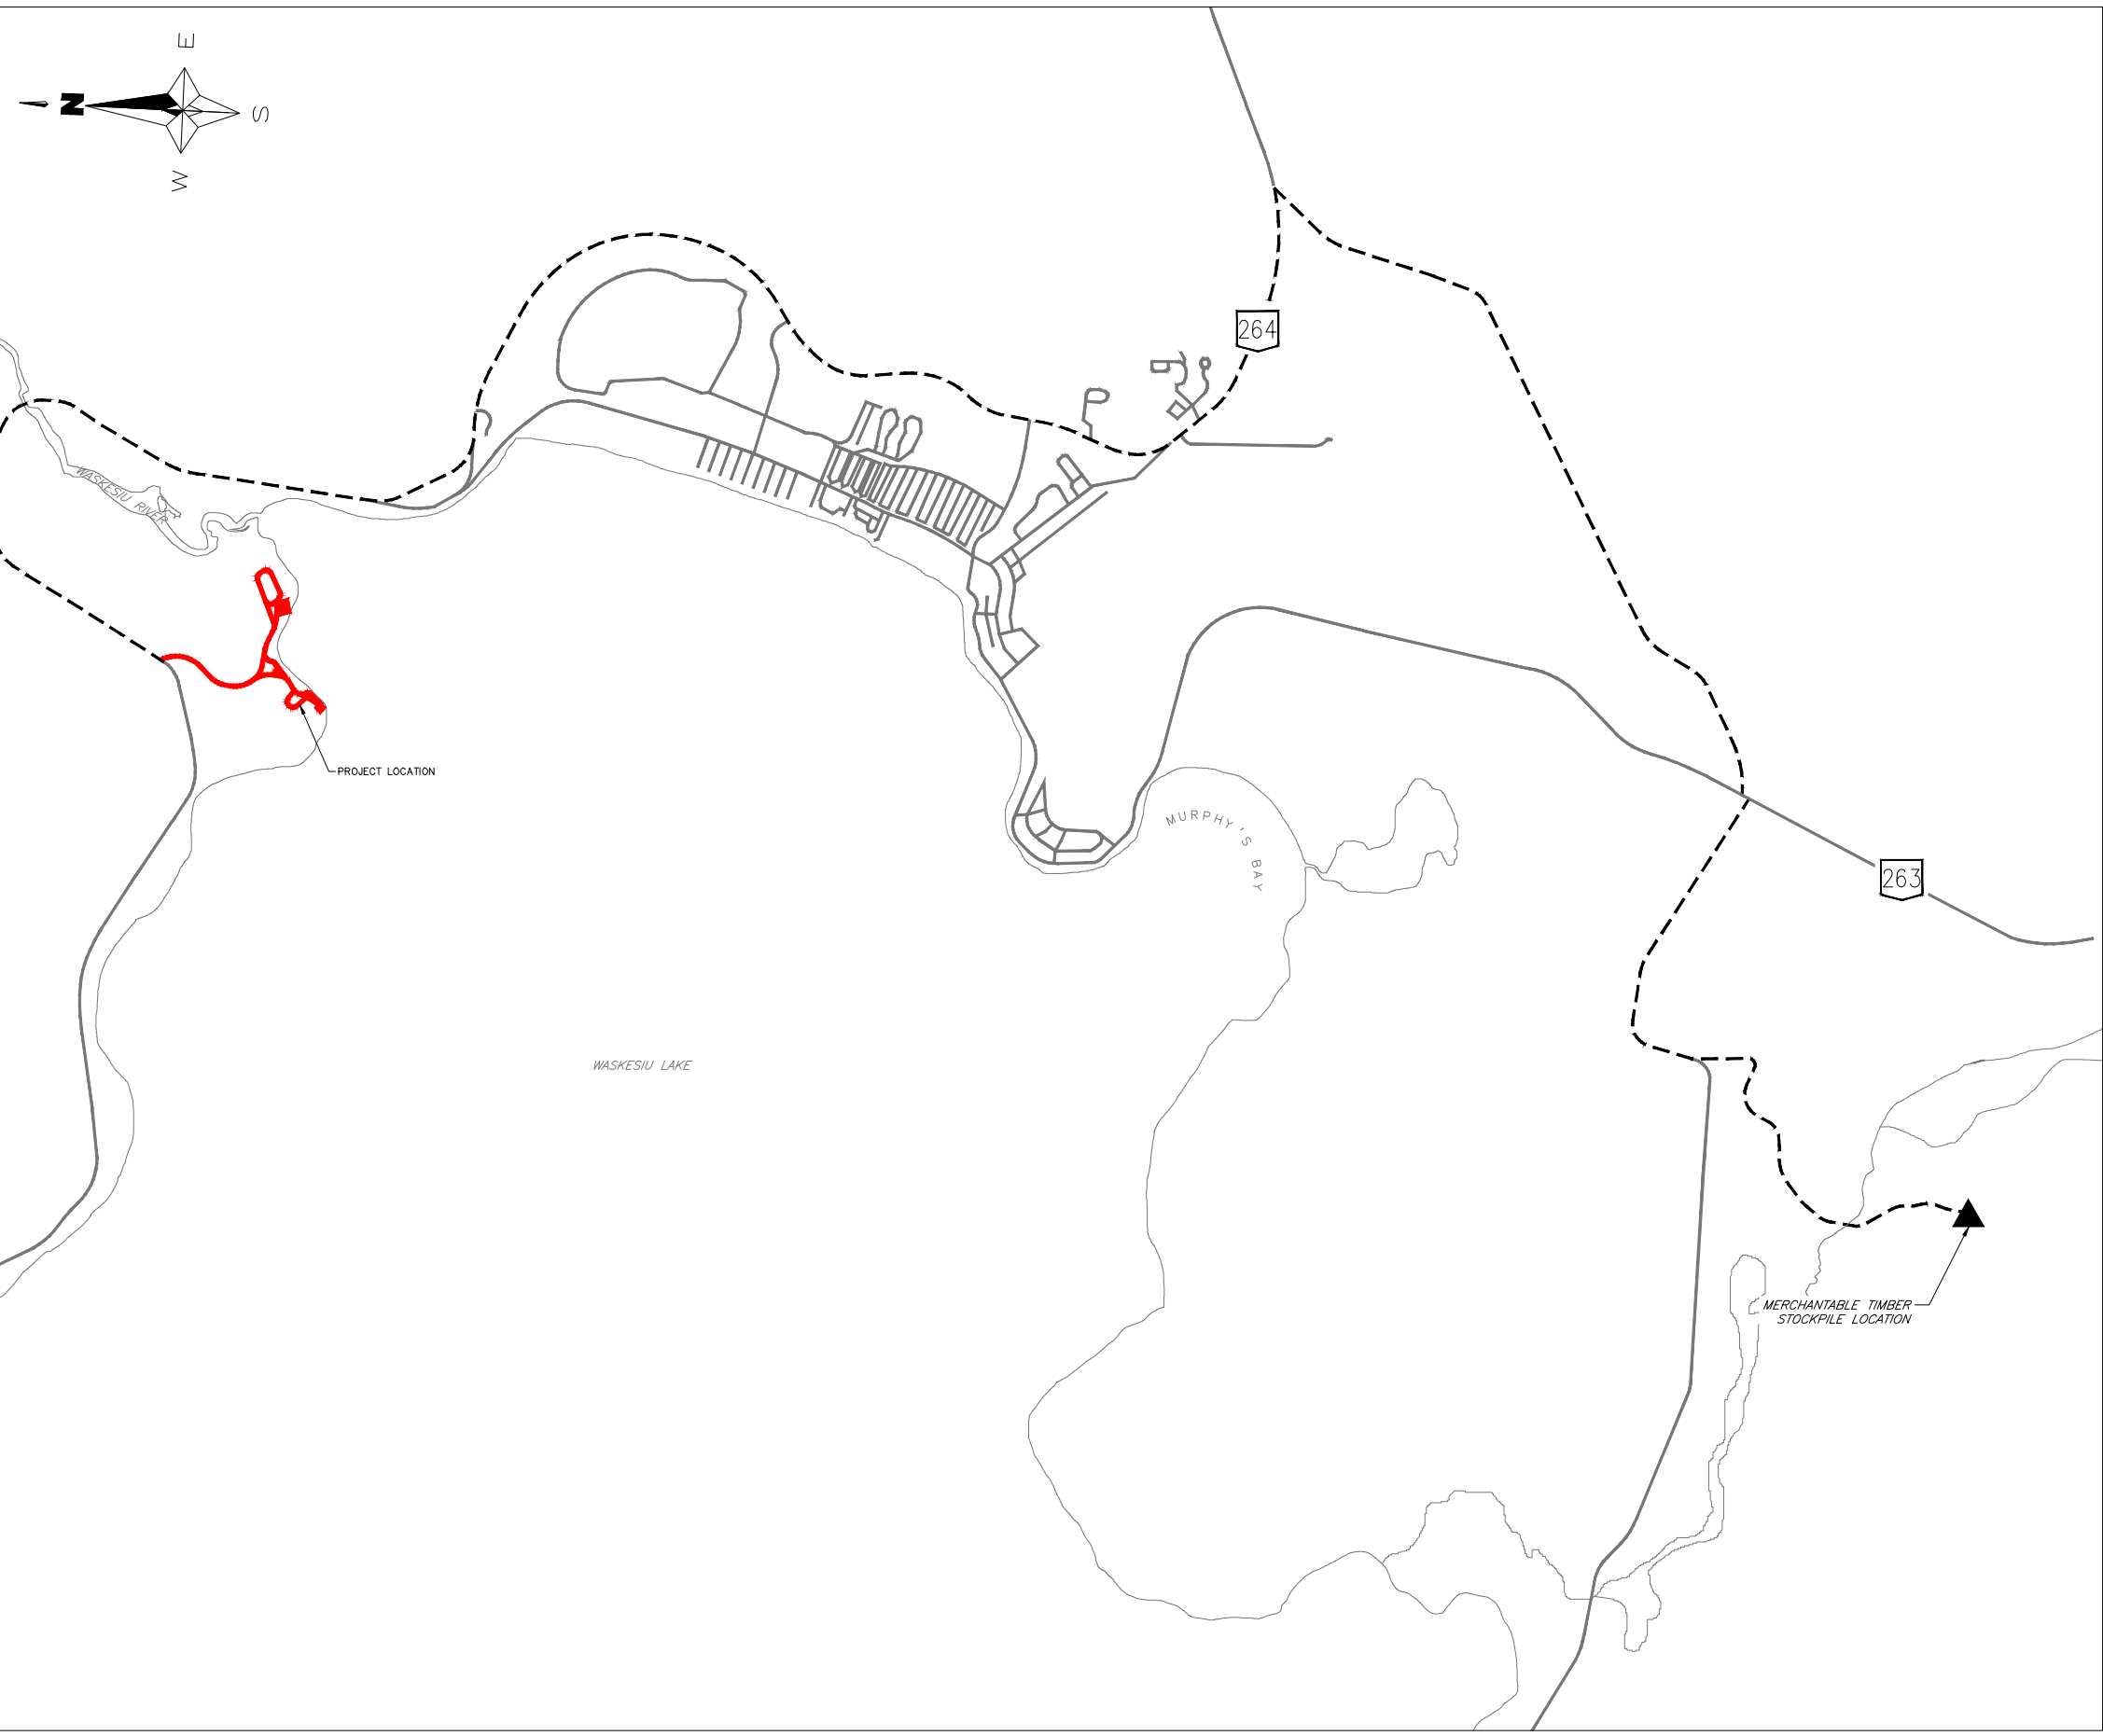 E
N
S
W
264
WASKESIU RIVER
PROJECT LOCATION
MURPHY'S BAY
263
WASKESIU LAKE
MERCHANTABLE TIMBER
STOCKPILE LOCATION